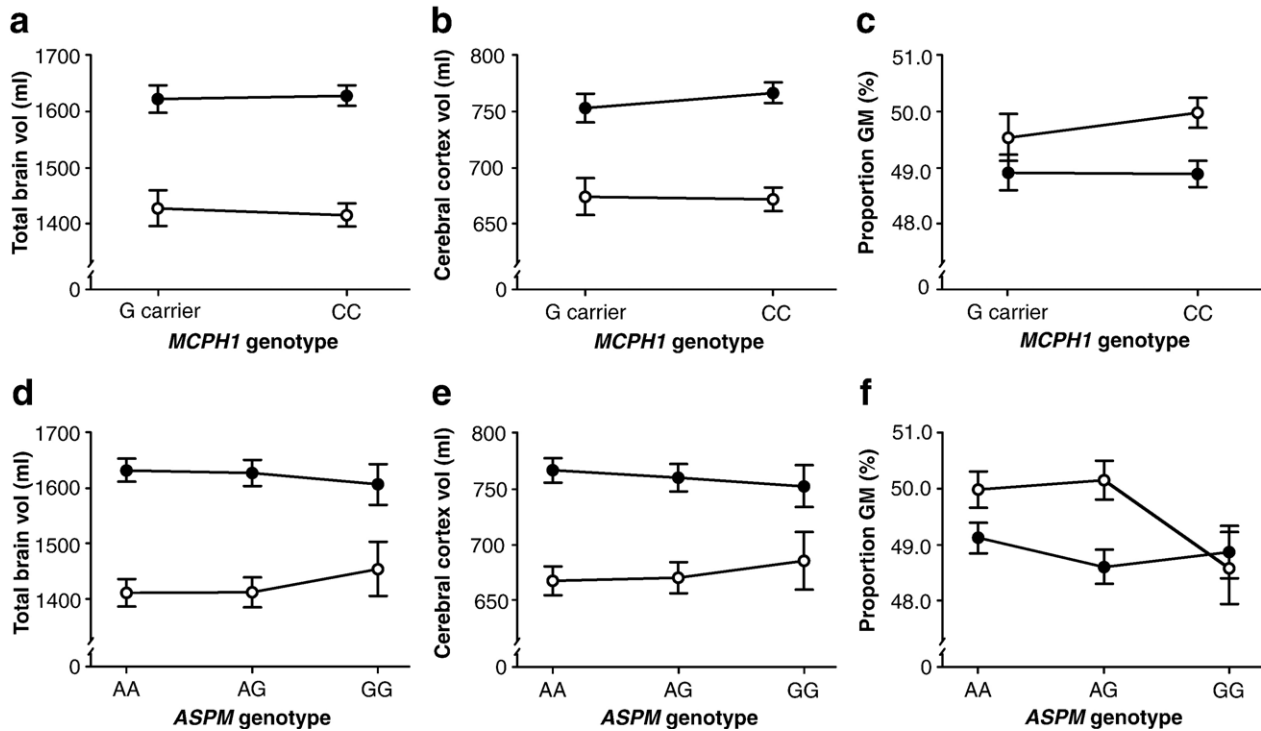 a
Total brain vol (ml)
1700
1600
1500
1400
0
G carrier
CC
MCPH1 genotype
b
Cerebral cortex vol (ml)
800
750
700
650
0
G carrier
CC
MCPH1 genotype
c
Proportion GM (%)
51.0
50.0
49.0
48.0
0
G carrier
CC
MCPH1 genotype
d
Total brain vol (ml)
1700
1600
1500
1400
0
AA
AG
GG
ASPM genotype
e
Cerebral cortex vol (ml)
800
750
700
650
0
AA
AG
GG
ASPM genotype
f
Proportion GM (%)
51.0
50.0
49.0
48.0
0
AA
AG
GG
ASPM genotype